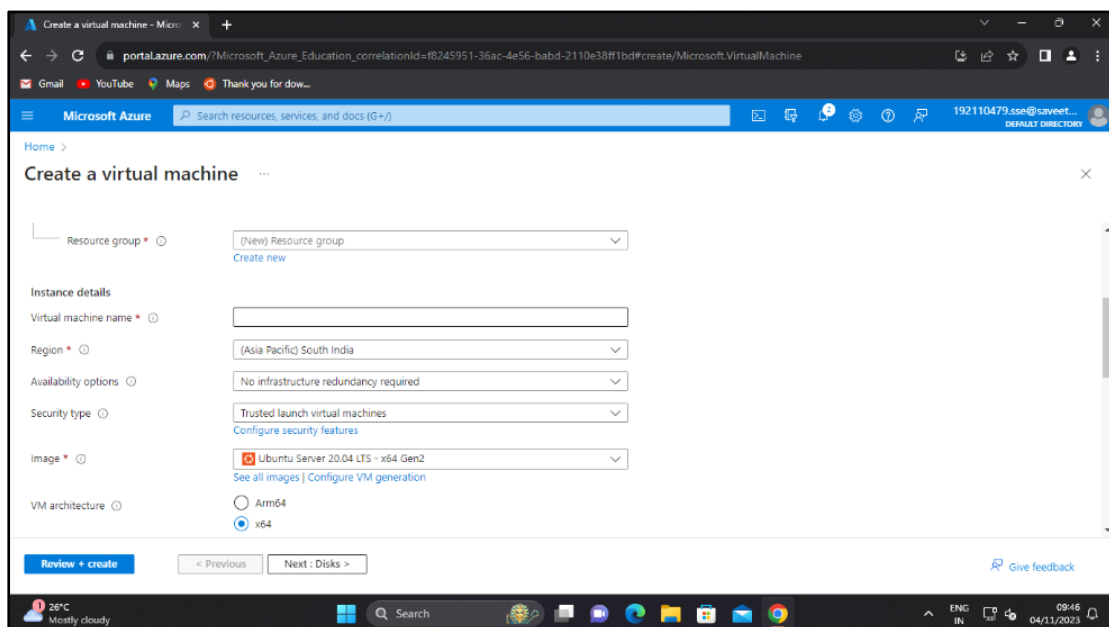 Create a virtual machine - Micro
portal.azure.com/?Microsoft_Azure_Education_correlationId=f8245951-36ac-4e56-babd-2110e38ff1bd#create/Microsoft.VirtualMachine
Gmail YouTube Maps Thank you for dow...
Microsoft Azure Search resources, services, and docs (G+/) 2 192110479.sse@saveet...
DEFAULT DIRECTORY
Home >
Create a virtual machine ...
Resource group * (New) Resource group
Create new
Instance details
Virtual machine name *
Region * (Asia Pacific) South India
Availability options No infrastructure redundancy required
Security type Trusted launch virtual machines
Configure security features
Image * Ubuntu Server 20.04 LTS - x64 Gen2
See all images | Configure VM generation
VM architecture Arm64
x64
Review + create < Previous Next : Disks > Give feedback
1 26°C Search ENG 09:46
Mostly cloudy IN 04/11/2023